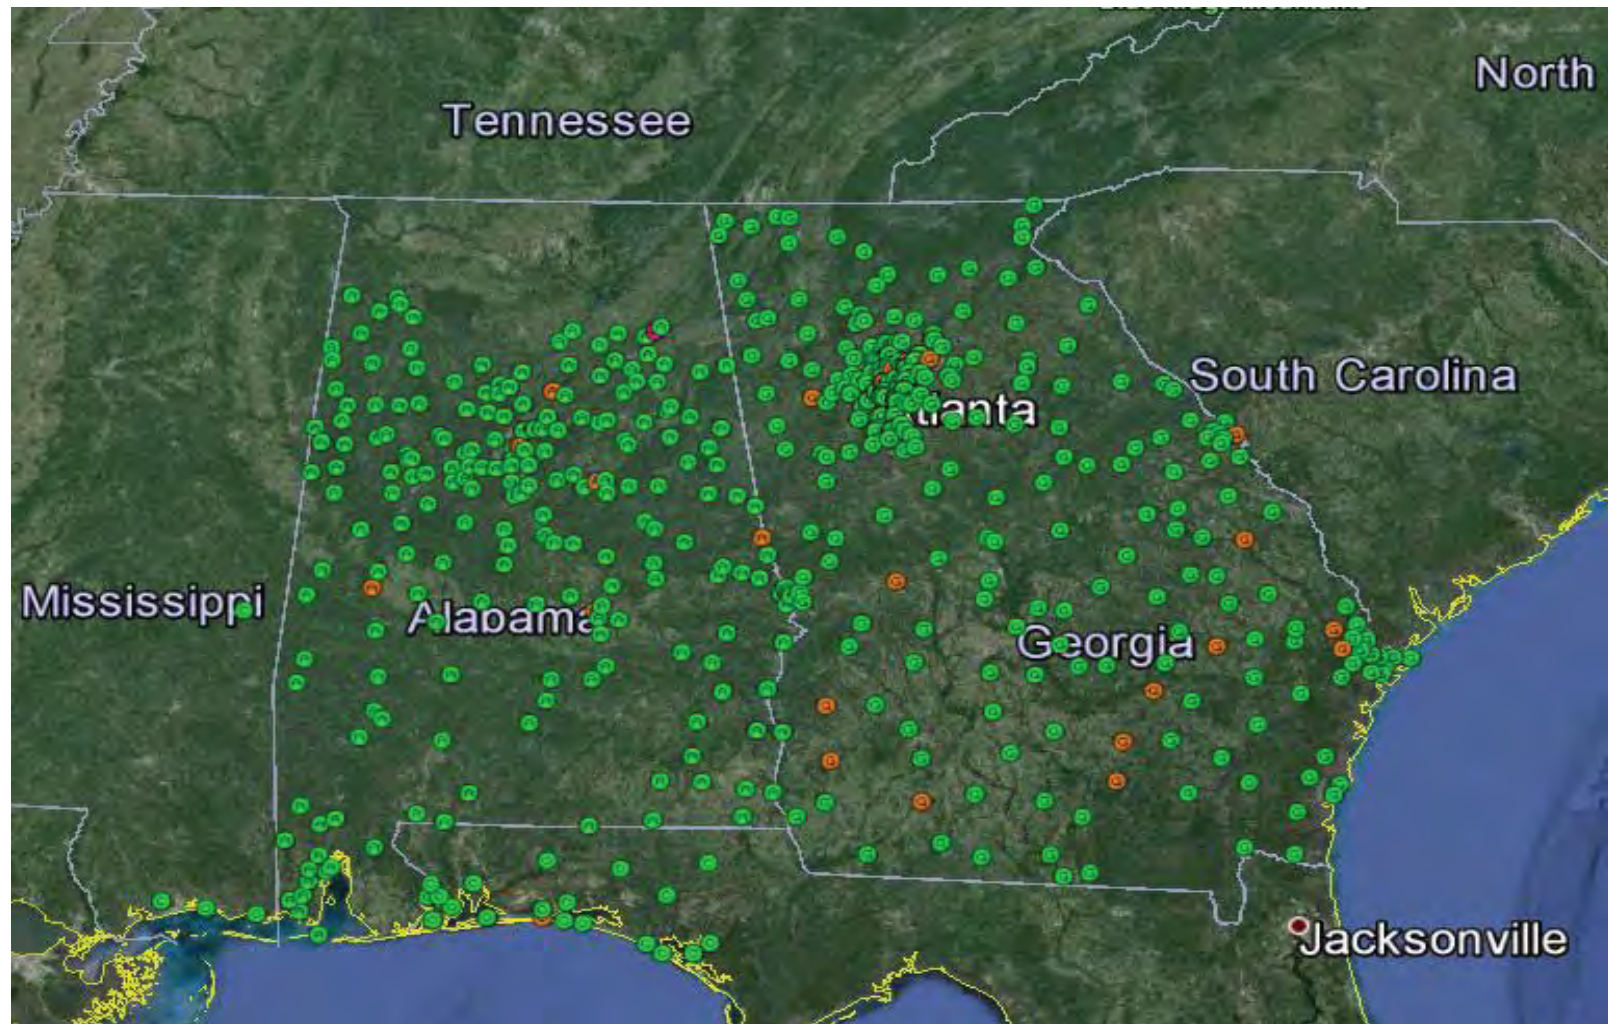 North
Tennessee
South Carolina
Mississippi
Alabama
Georgia
Jacksonville